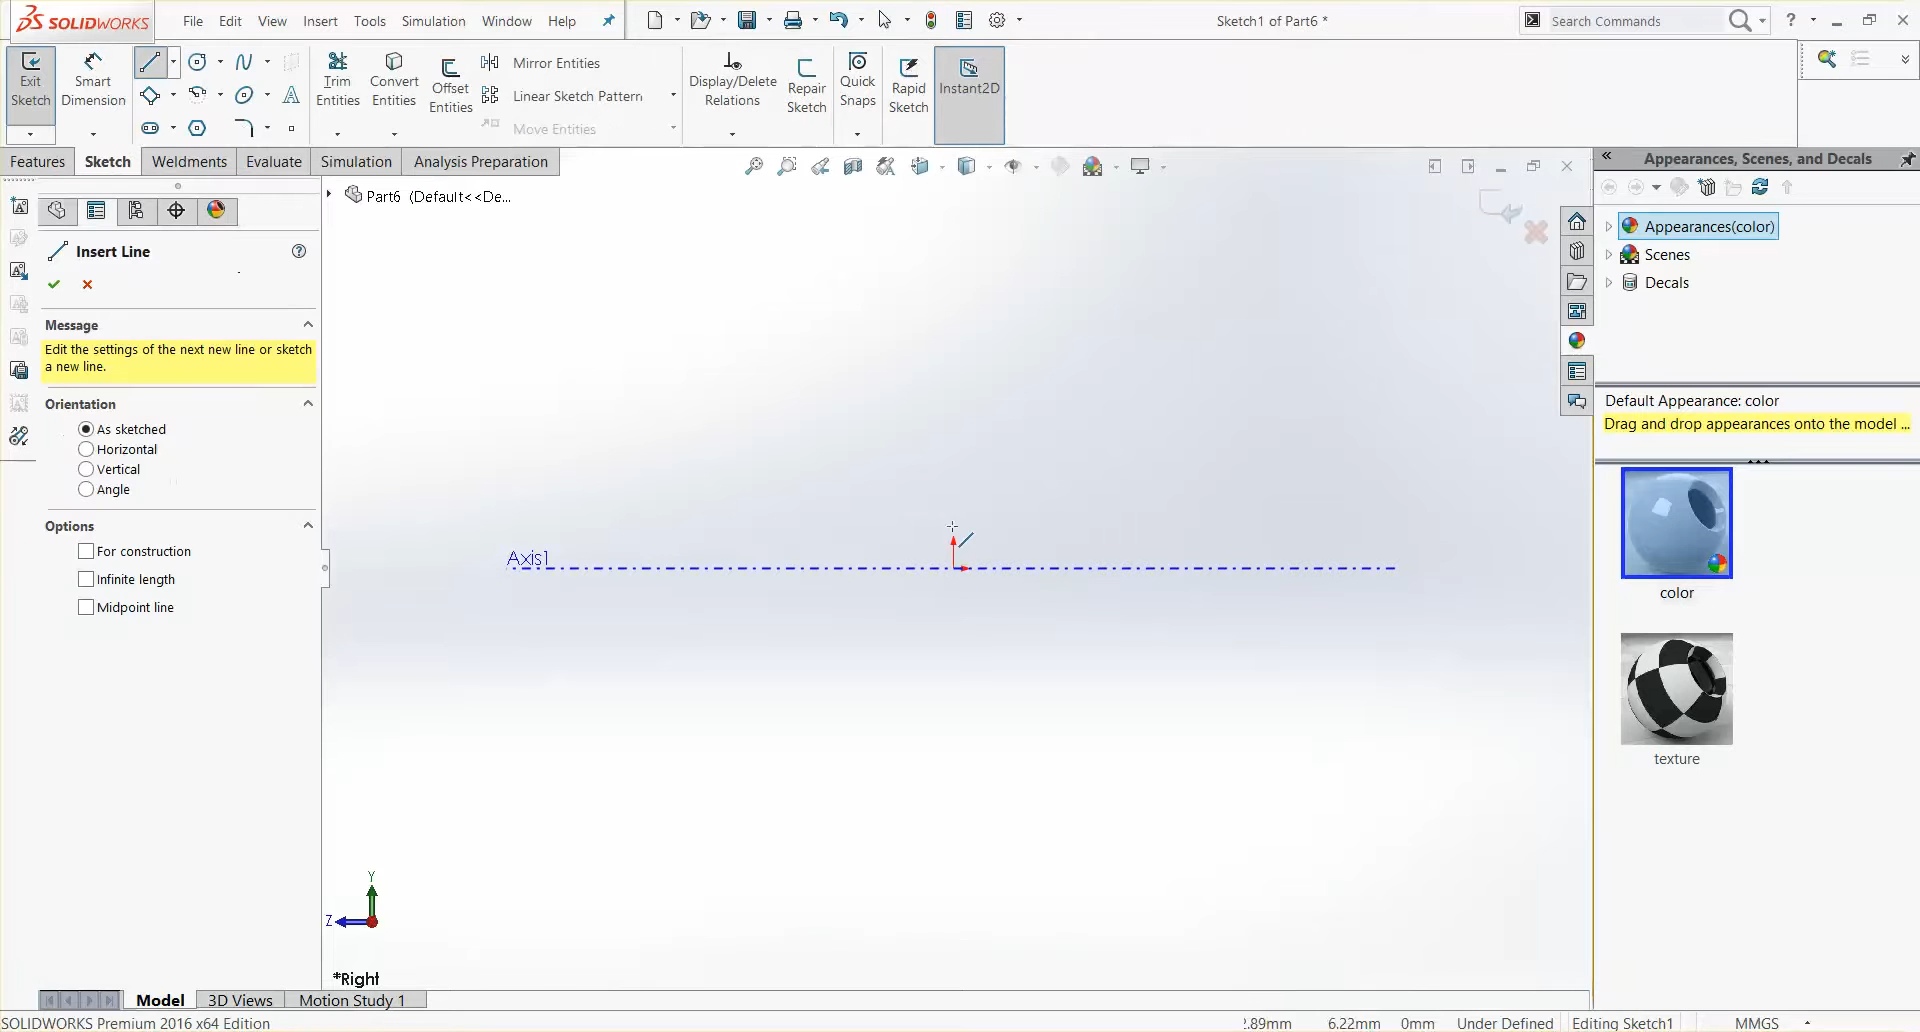 SOLIDWORKS
File Edit View Insert Tools Simulation Window Help
Sketch1 of Part6 *
Search Commands
?
Exit Sketch
Smart Dimension
Trim Entities
Convert Entities
Offset Entities
Mirror Entities
Linear Sketch Pattern
Move Entities
Display/Delete Relations
Repair Sketch
Quick Snaps
Rapid Sketch
Instant2D
Features Sketch Weldments Evaluate Simulation Analysis Preparation
Appearances, Scenes, and Decals
Part6 (Default<<De...
Appearances(color)
Scenes
Decals
Insert Line
?
Message
Edit the settings of the next new line or sketch
a new line.
Orientation
As sketched
Horizontal
Vertical
Angle
Options
For construction
Infinite length
Midpoint line
Default Appearance: color
Drag and drop appearances onto the model ...
color
texture
Axis1
Y
Z
*Right
Model 3D Views Motion Study 1
SOLIDWORKS Premium 2016 x64 Edition
6.22mm 0mm Under Defined Editing Sketch1 MMGS